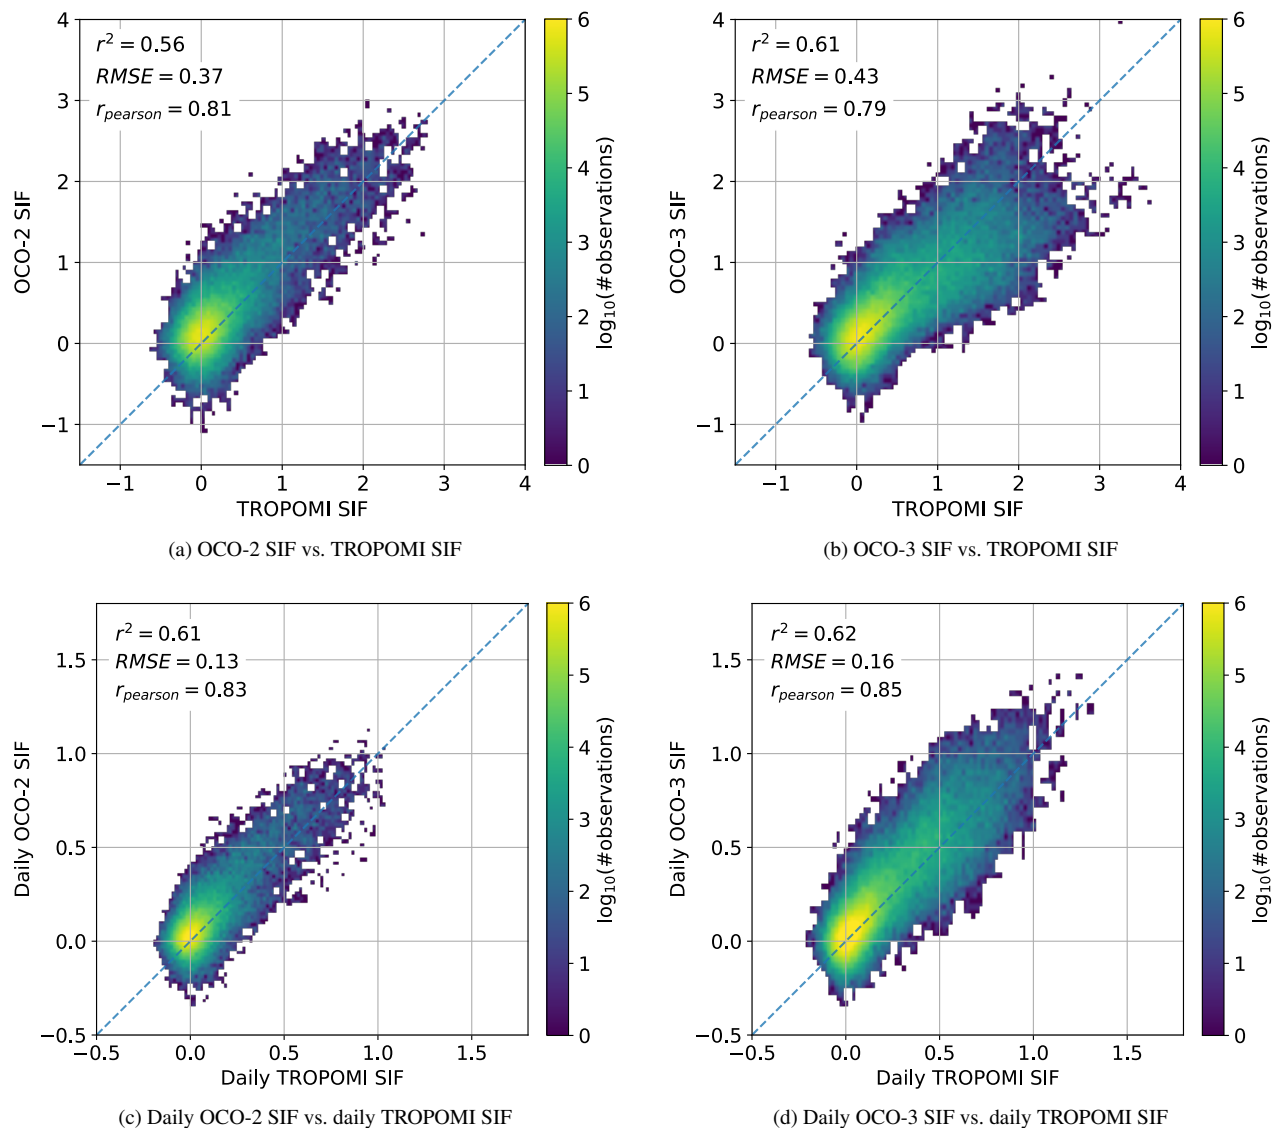 r² = 0.56
RMSE = 0.37
r_pearson = 0.81
4
3
2
1
0
−1
OCO-2 SIF
−1 0 1 2 3 4
TROPOMI SIF
6
5
4
3
2
1
0
log₁₀(#observations)
(a) OCO-2 SIF vs. TROPOMI SIF
r² = 0.61
RMSE = 0.43
r_pearson = 0.79
4
3
2
1
0
−1
OCO-3 SIF
−1 0 1 2 3 4
TROPOMI SIF
6
5
4
3
2
1
0
log₁₀(#observations)
(b) OCO-3 SIF vs. TROPOMI SIF
r² = 0.61
RMSE = 0.13
r_pearson = 0.83
1.5
1.0
0.5
0.0
−0.5
Daily OCO-2 SIF
−0.5 0.0 0.5 1.0 1.5
Daily TROPOMI SIF
6
5
4
3
2
1
0
log₁₀(#observations)
(c) Daily OCO-2 SIF vs. daily TROPOMI SIF
r² = 0.62
RMSE = 0.16
r_pearson = 0.85
1.5
1.0
0.5
0.0
−0.5
Daily OCO-3 SIF
−0.5 0.0 0.5 1.0 1.5
Daily TROPOMI SIF
6
5
4
3
2
1
0
log₁₀(#observations)
(d) Daily OCO-3 SIF vs. daily TROPOMI SIF